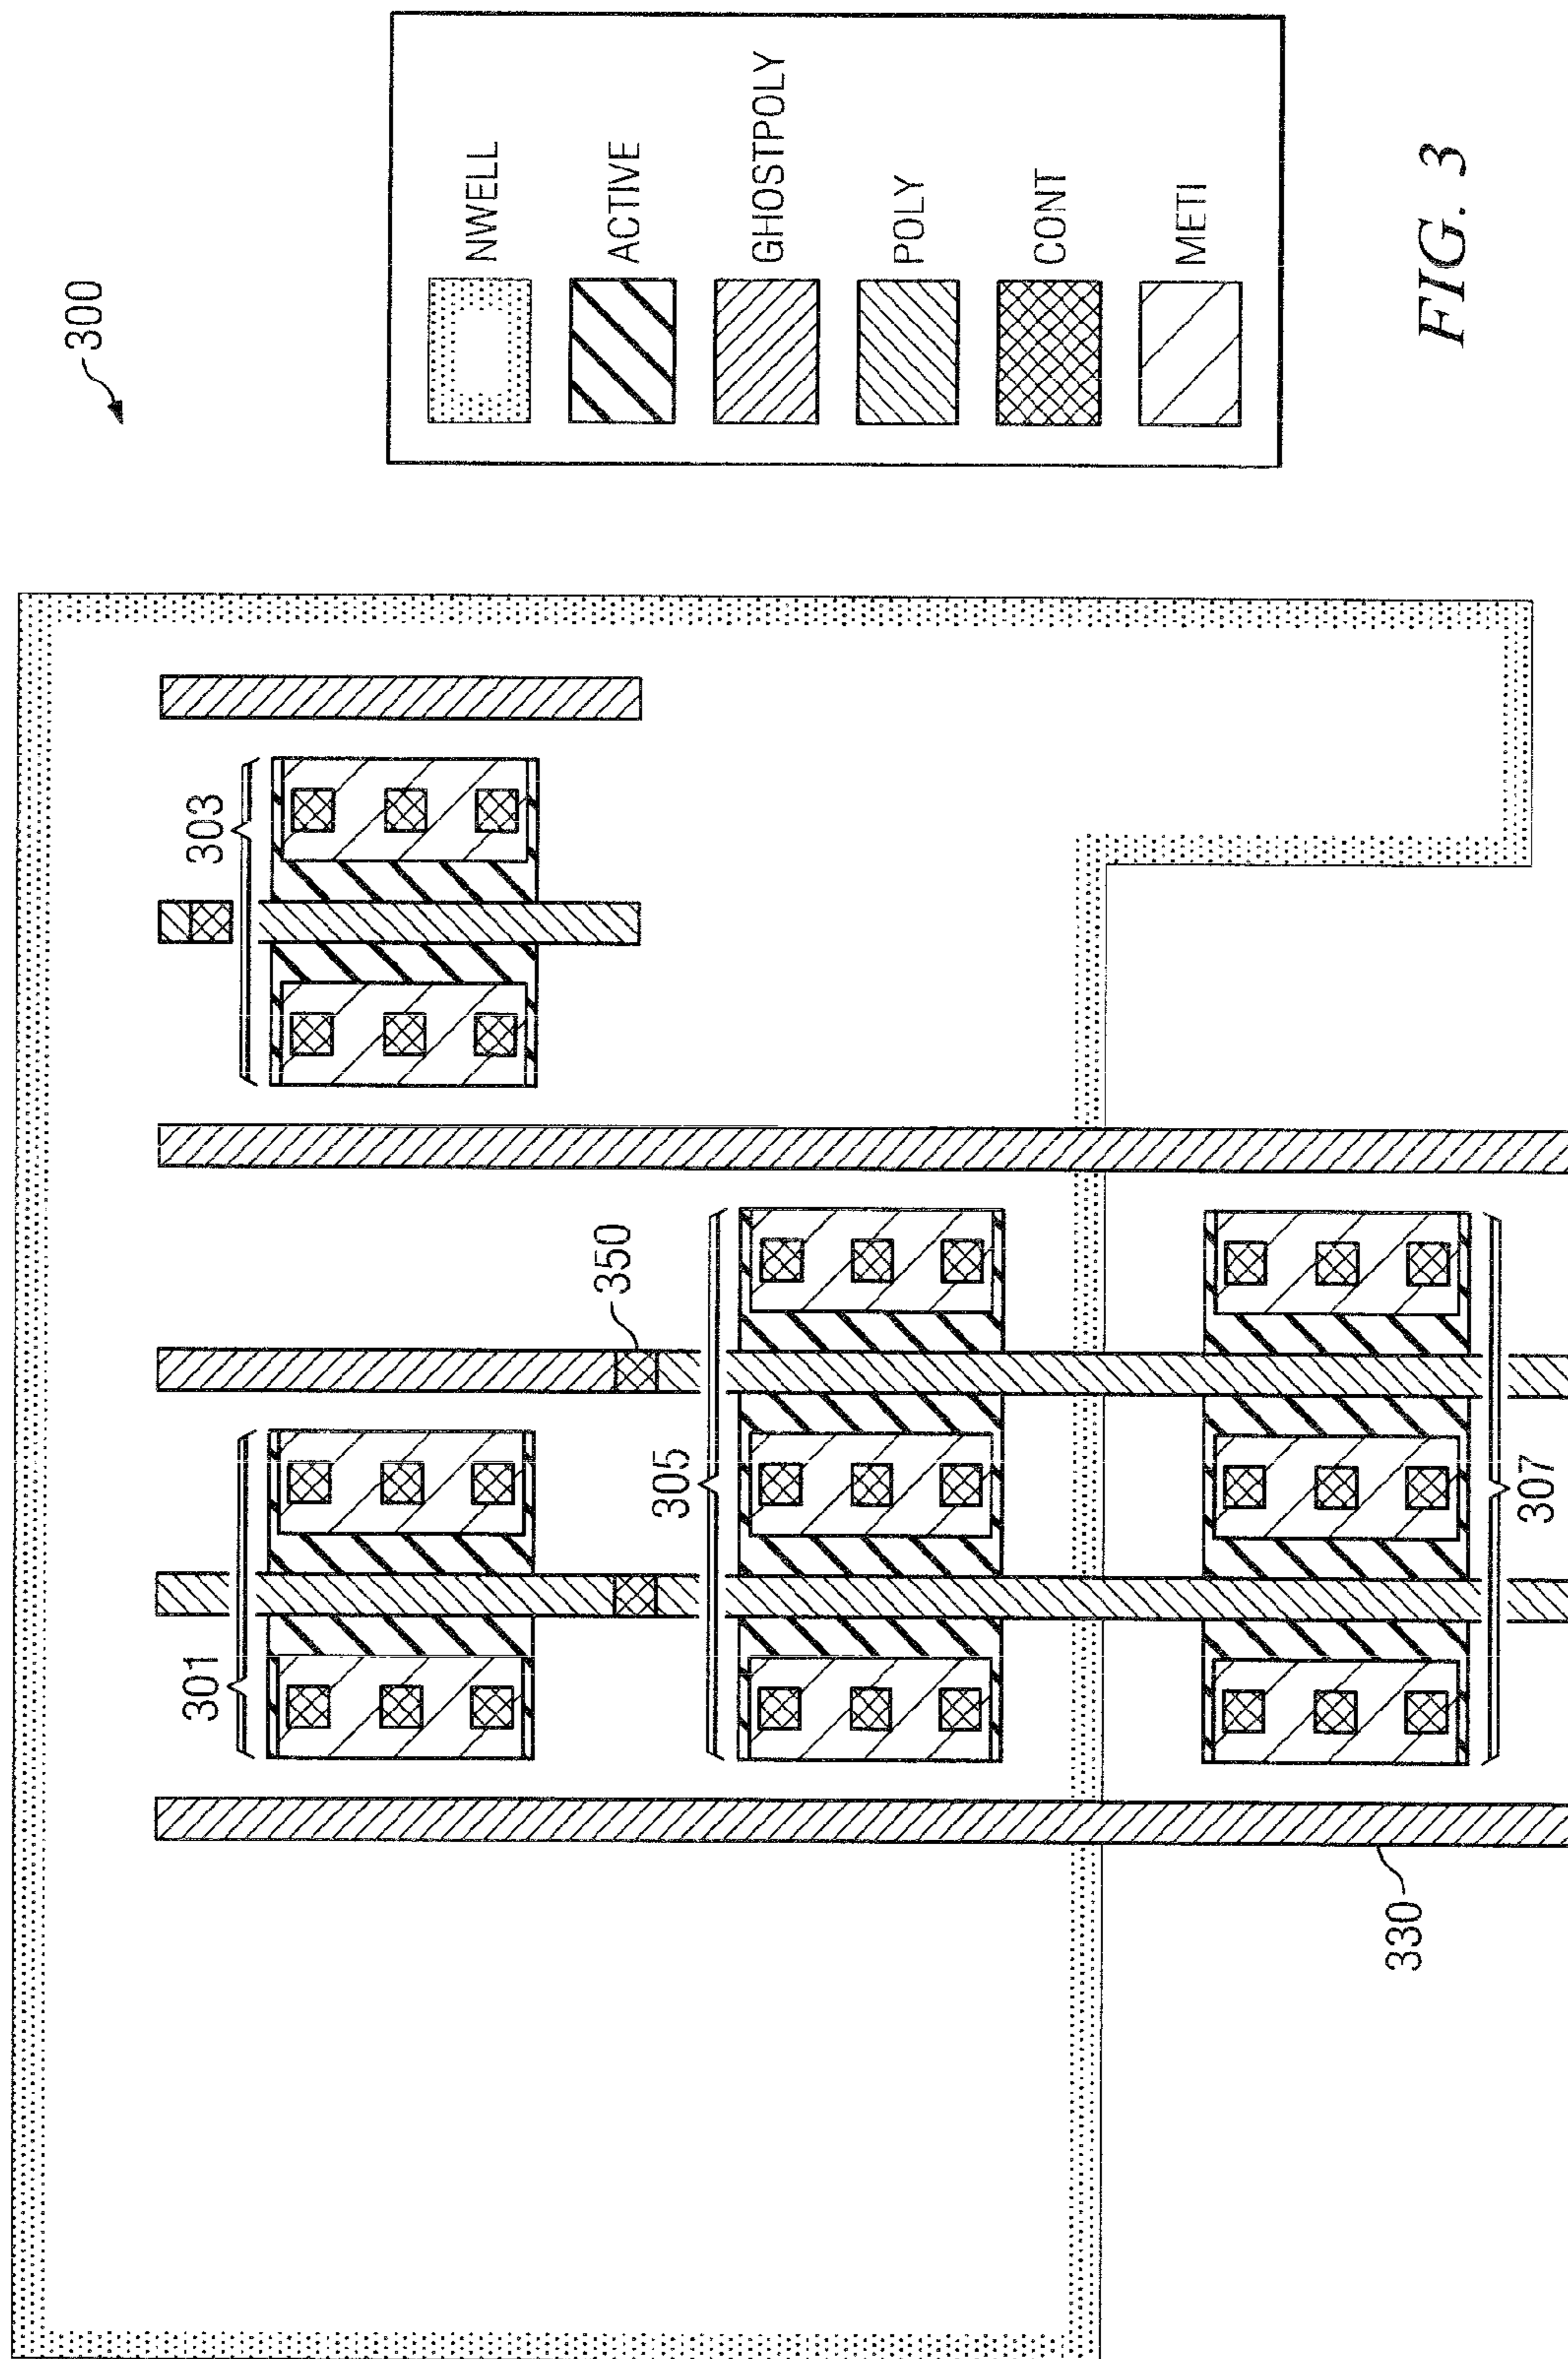 300
NWELL
ACTIVE
GHOSTPOLY
POLY
CONT
METI
FIG. 3
303
350
301
305
307
330